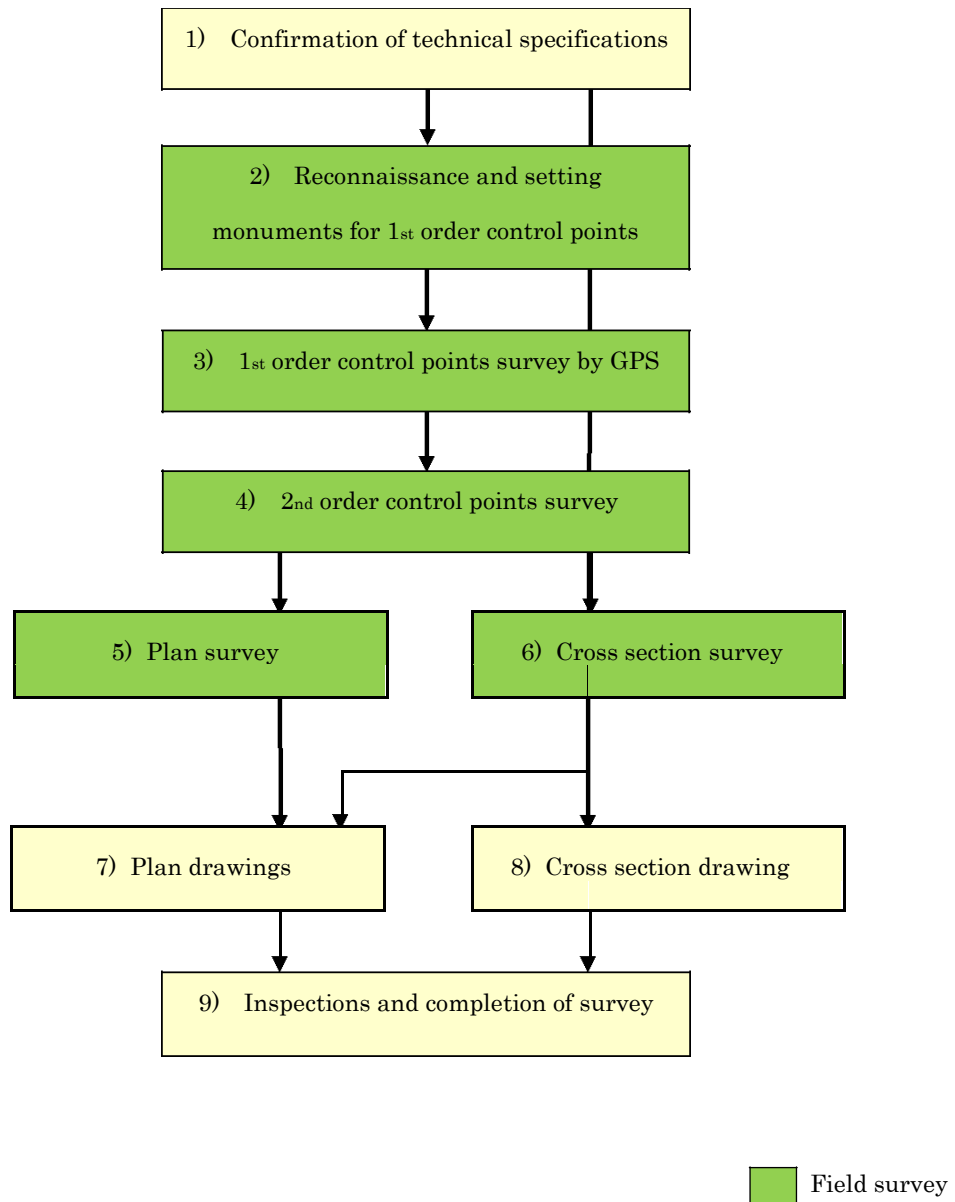 1) Confirmation of technical specifications
2) Reconnaissance and setting
monuments for 1st order control points
3) 1st order control points survey by GPS
4) 2nd order control points survey
5) Plan survey
6) Cross section survey
7) Plan drawings
8) Cross section drawing
9) Inspections and completion of survey
Field survey